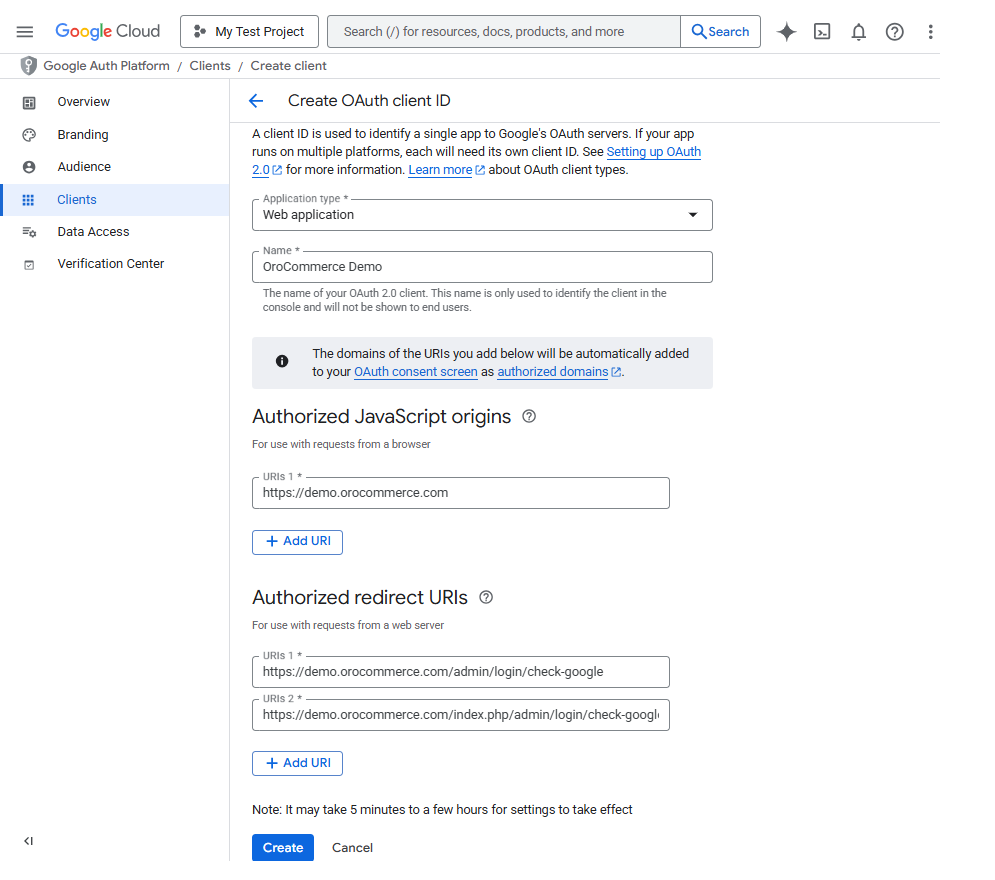 Google Cloud
My Test Project
Search (/) for resources, docs, products, and more
Search
Google Auth Platform / Clients / Create client
Overview
Branding
Audience
Clients
Data Access
Verification Center
Create OAuth client ID
A client ID is used to identify a single app to Google's OAuth servers. If your app
runs on multiple platforms, each will need its own client ID. See Setting up OAuth
2.0 for more information. Learn more about OAuth client types.
Application type *
Web application
Name *
OroCommerce Demo
The name of your OAuth 2.0 client. This name is only used to identify the client in the
console and will not be shown to end users.
The domains of the URIs you add below will be automatically added
to your OAuth consent screen as authorized domains.
Authorized JavaScript origins
For use with requests from a browser
URIs 1 *
https://demo.orocommerce.com
+ Add URI
Authorized redirect URIs
For use with requests from a web server
URIs 1 *
https://demo.orocommerce.com/admin/login/check-google
URIs 2 *
https://demo.orocommerce.com/index.php/admin/login/check-googl
+ Add URI
Note: It may take 5 minutes to a few hours for settings to take effect
Create
Cancel